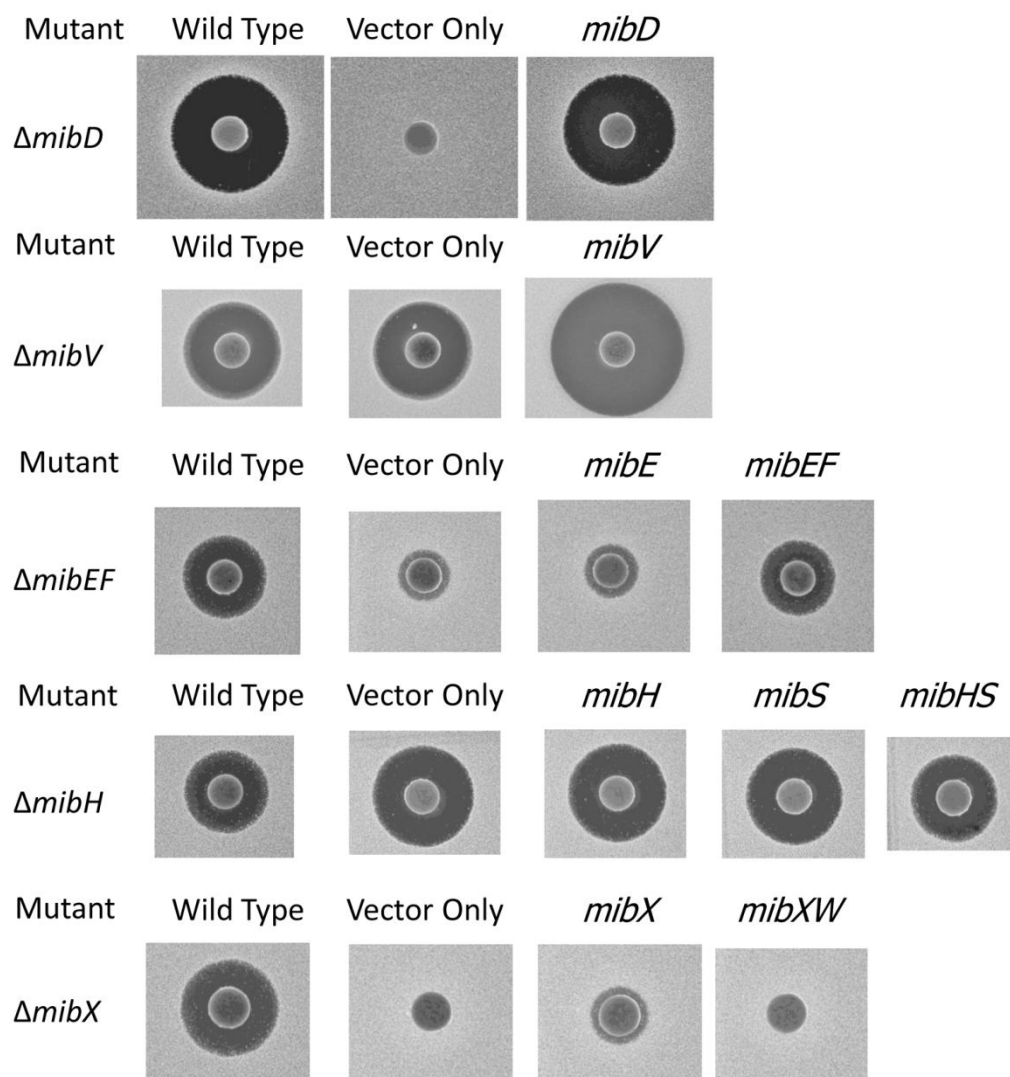 Mutant Wild Type Vector Only mibD
ΔmibD
Mutant Wild Type Vector Only mibV
ΔmibV
Mutant Wild Type Vector Only mibE mibEF
ΔmibEF
Mutant Wild Type Vector Only mibH mibS mibHS
ΔmibH
Mutant Wild Type Vector Only mibX mibXW
ΔmibX